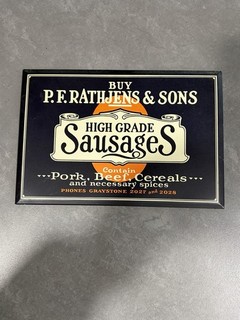 BUY
P.F. RATHJENS & SONS
HIGH GRADE
SausageS
Contain
Pork, Beef, Cereals
and necessary spices
PHONES GRAYSTONE 2027 and 2028